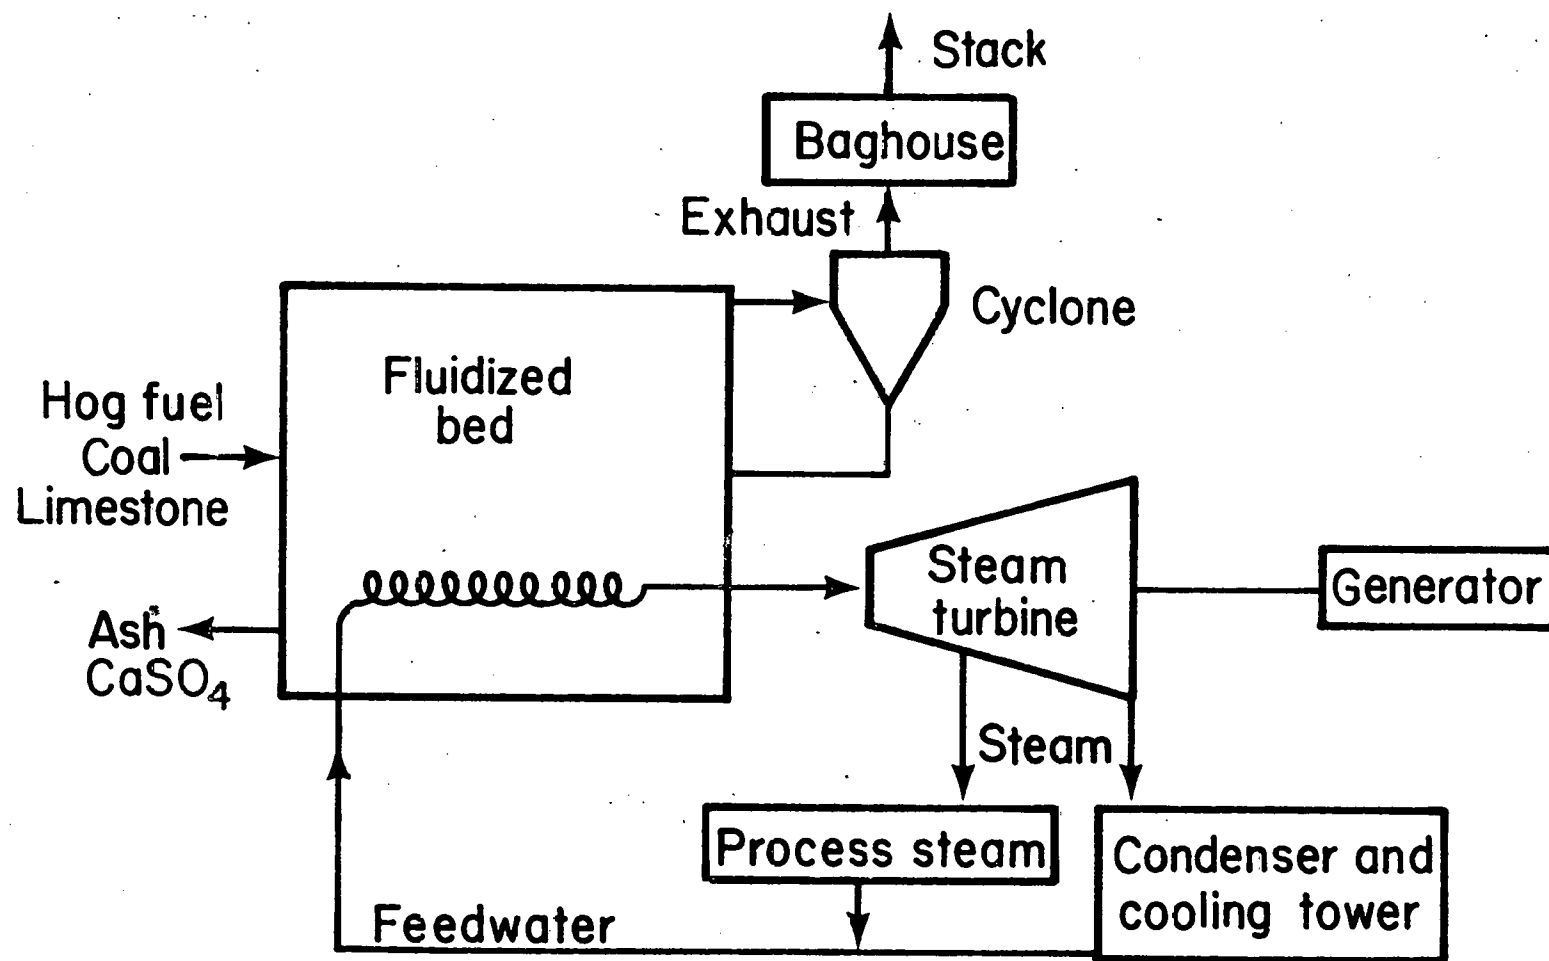 Stack
Baghouse
Exhaust
Cyclone
Fluidized
bed
Hog fuel
Coal
Limestone
Steam
turbine
Generator
Ash*
CaSO₄
Steam
Process steam
Condenser and
cooling tower
Feedwater